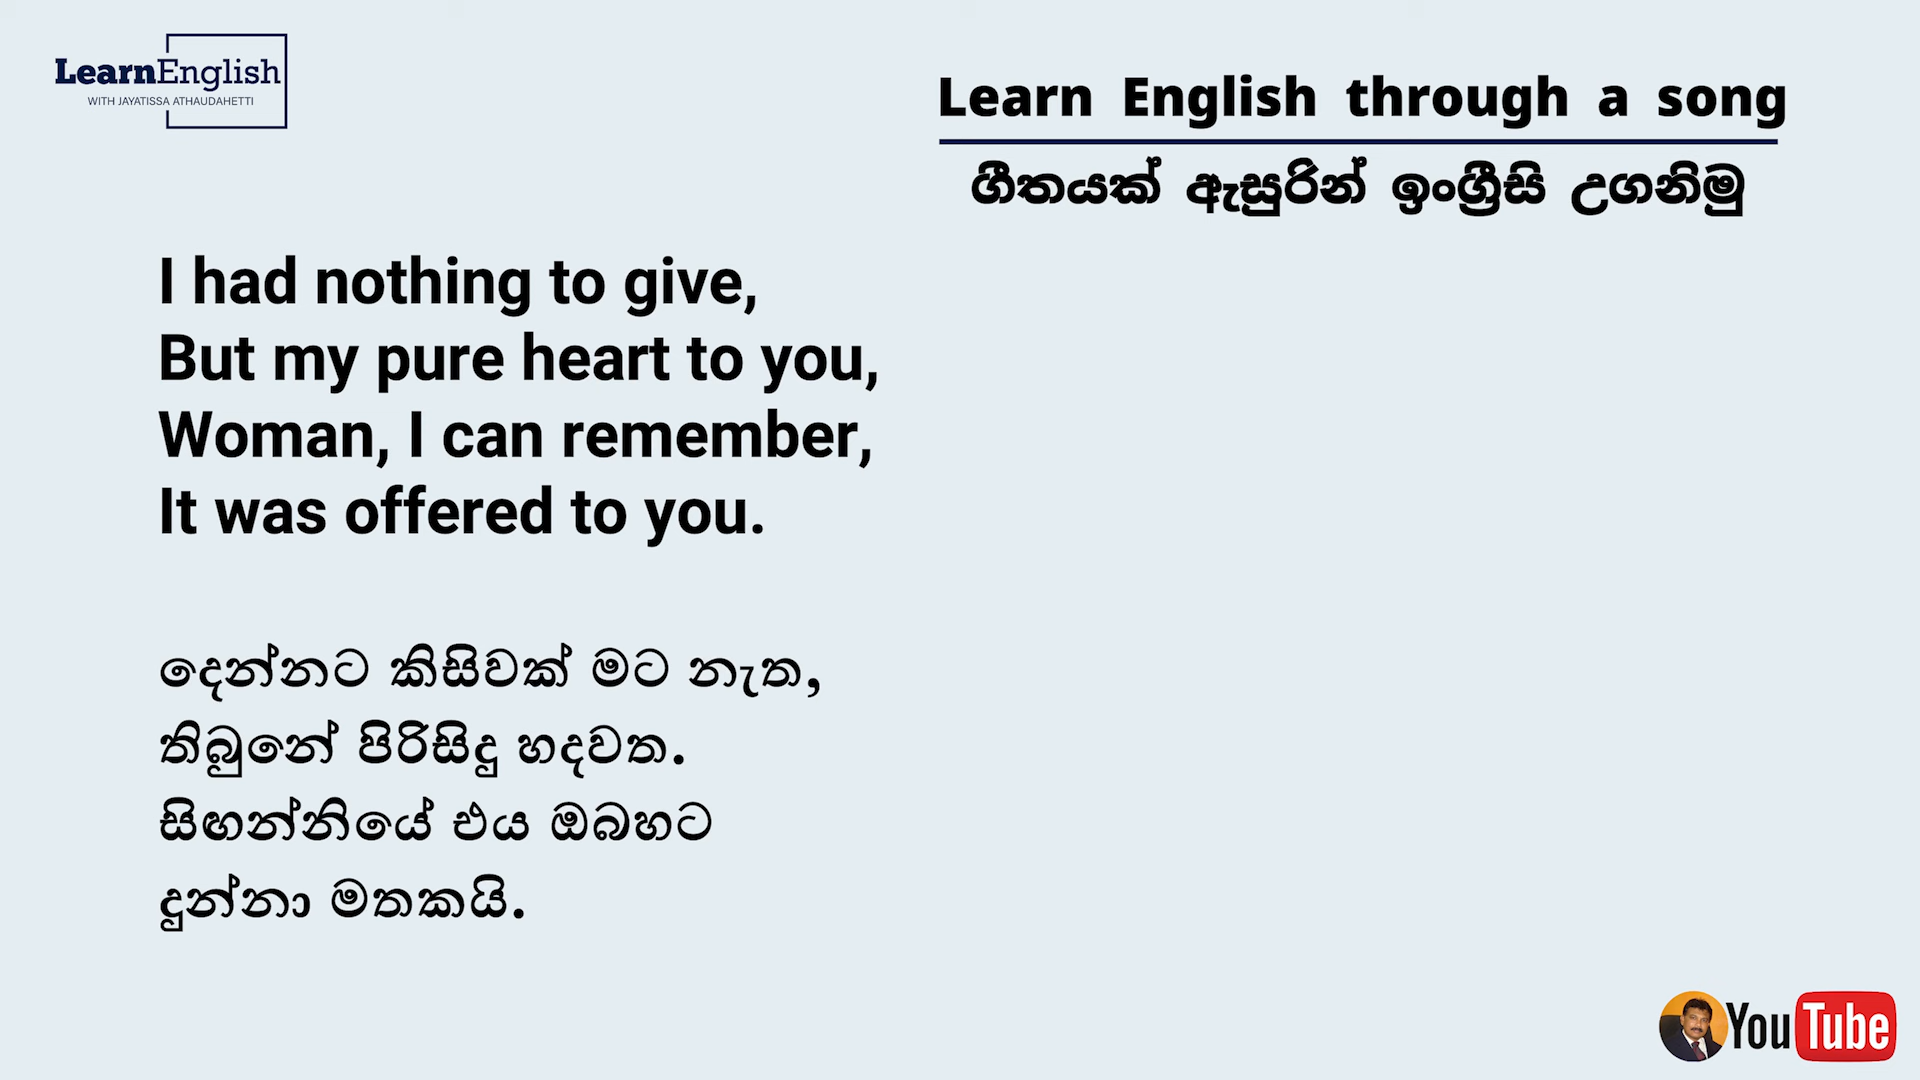 LearnEnglish
WITH JAYATISSA ATHAUDAHETTI
Learn English through a song
ගීතයක් ඇසුරින් ඉංග්‍රීසි උගනිමු
I had nothing to give,
But my pure heart to you,
Woman, I can remember,
It was offered to you.
දෙන්නට කිසිවක් මට නැත,
තිබුනේ පිරිසිදු හදවත.
සිඟන්නියේ එය ඔබහට
දුන්නා මතකයි.
YouTube